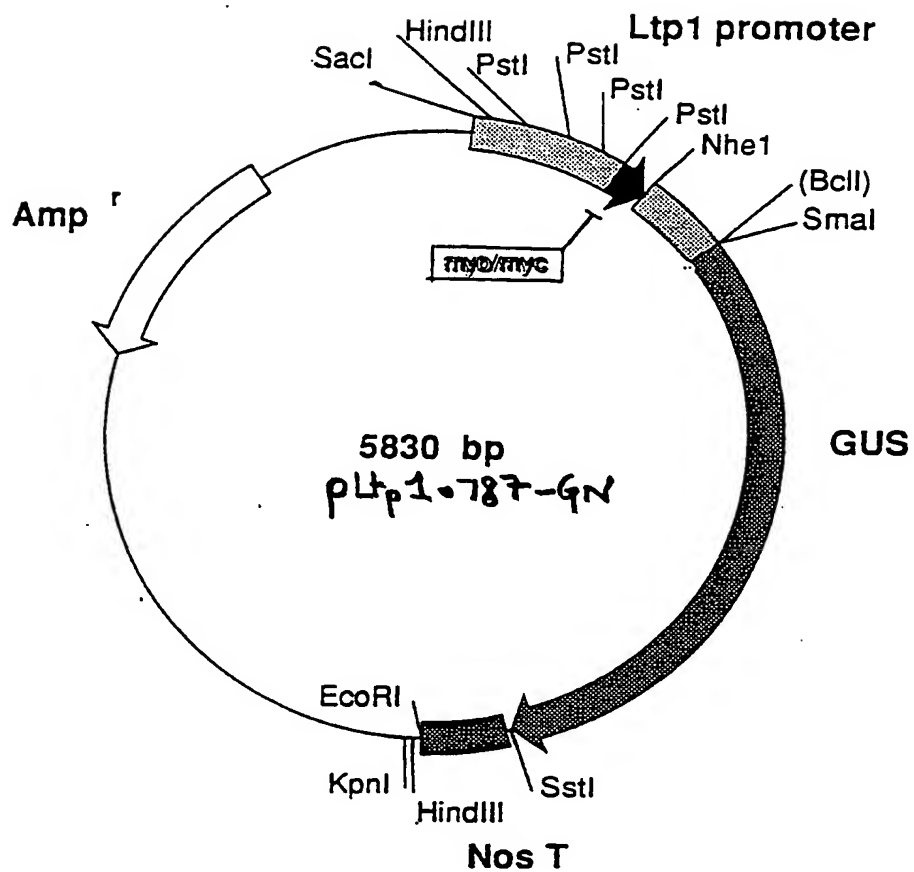 Ltp1 promoter
HindIII
SacI
PstI
PstI
PstI
PstI
Nhe1
(BclI)
SmaI
Amp r
myb/myc
GUS
5830 bp
pLtp1.787-GN
EcoRI
KpnI
HindIII
SstI
Nos T